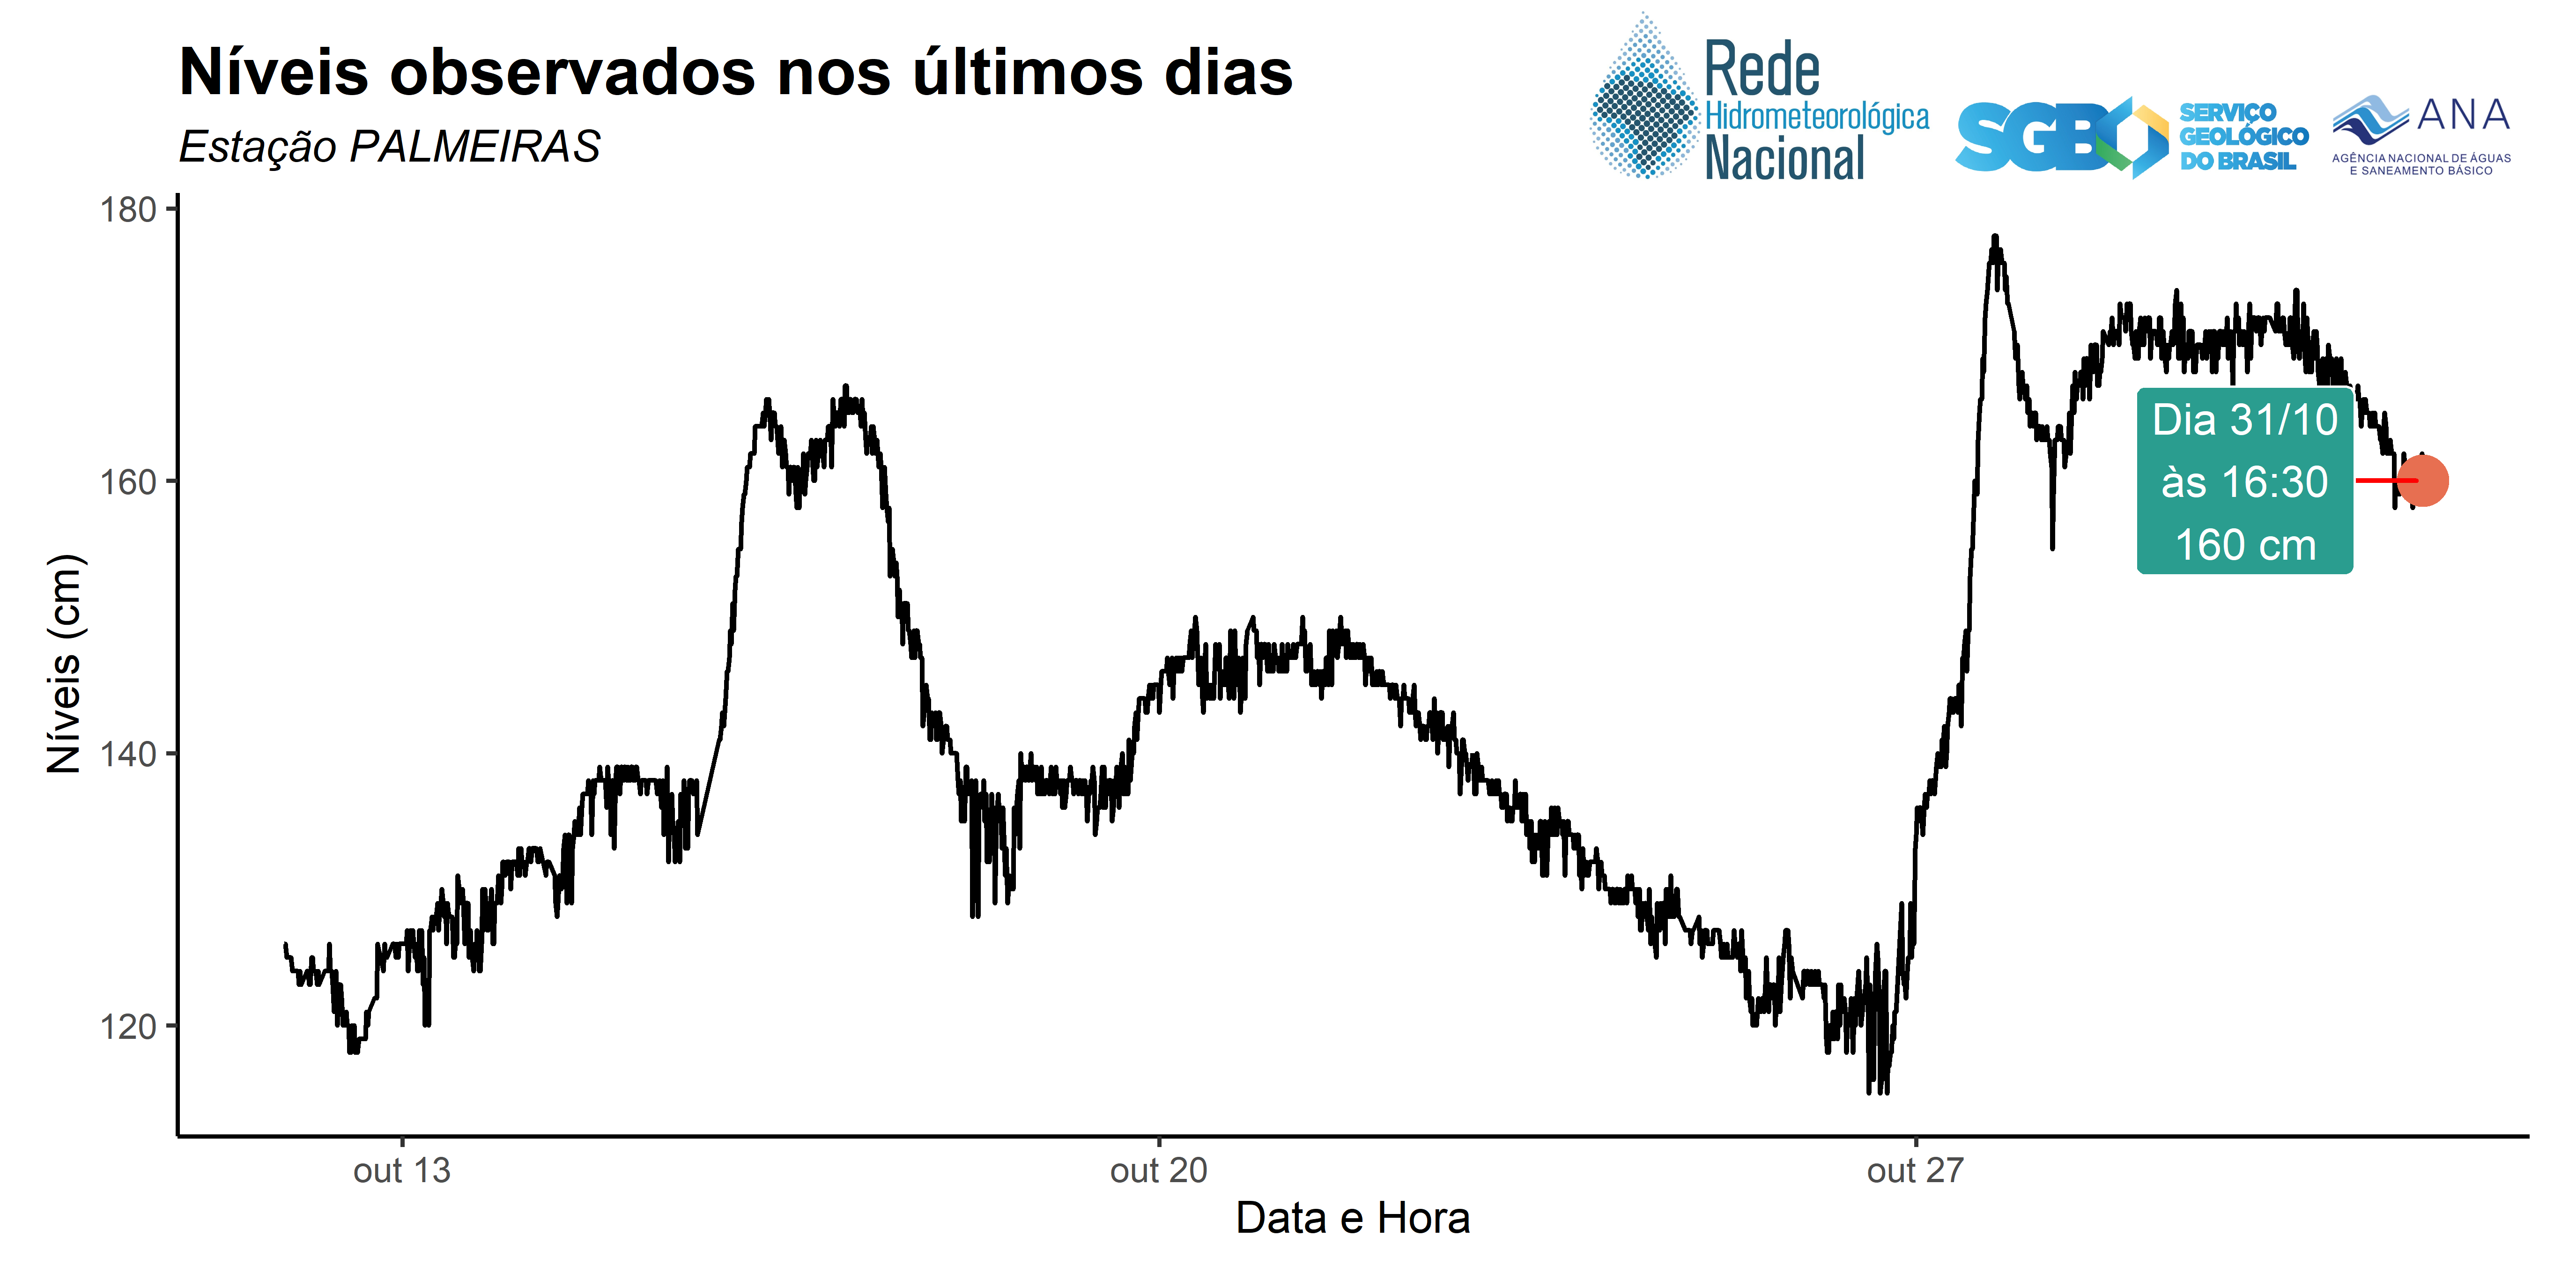 Níveis observados nos últimos dias
Estação PALMEIRAS
Rede
Hidrometeorológica
Nacional
SGB
SERVIÇO
GEOLÓGICO
DO BRASIL
ANA
AGÊNCIA NACIONAL DE ÁGUAS
E SANEAMENTO BÁSICO
180
160
140
120
Níveis (cm)
Dia 31/10
às 16:30
160 cm
out 13
out 20
out 27
Data e Hora